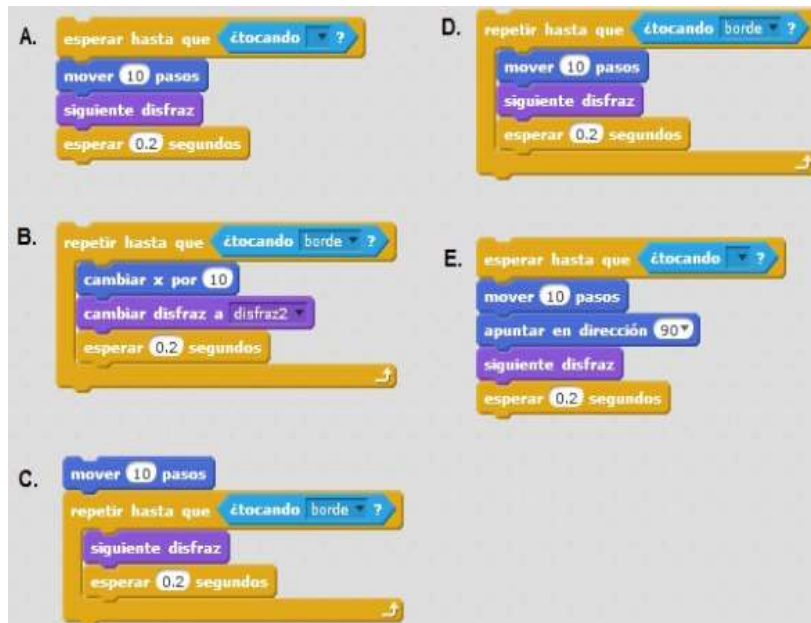 A.
esperar hasta que ¿tocando ?
mover 10 pasos
siguiente disfraz
esperar 0.2 segundos
B.
repetir hasta que ¿tocando borde ?
cambiar x por 10
cambiar disfraz a disfraz2
esperar 0.2 segundos
C.
mover 10 pasos
repetir hasta que ¿tocando borde ?
siguiente disfraz
esperar 0.2 segundos
D.
repetir hasta que ¿tocando borde ?
mover 10 pasos
siguiente disfraz
esperar 0.2 segundos
E.
esperar hasta que ¿tocando ?
mover 10 pasos
apuntar en dirección 90
siguiente disfraz
esperar 0.2 segundos